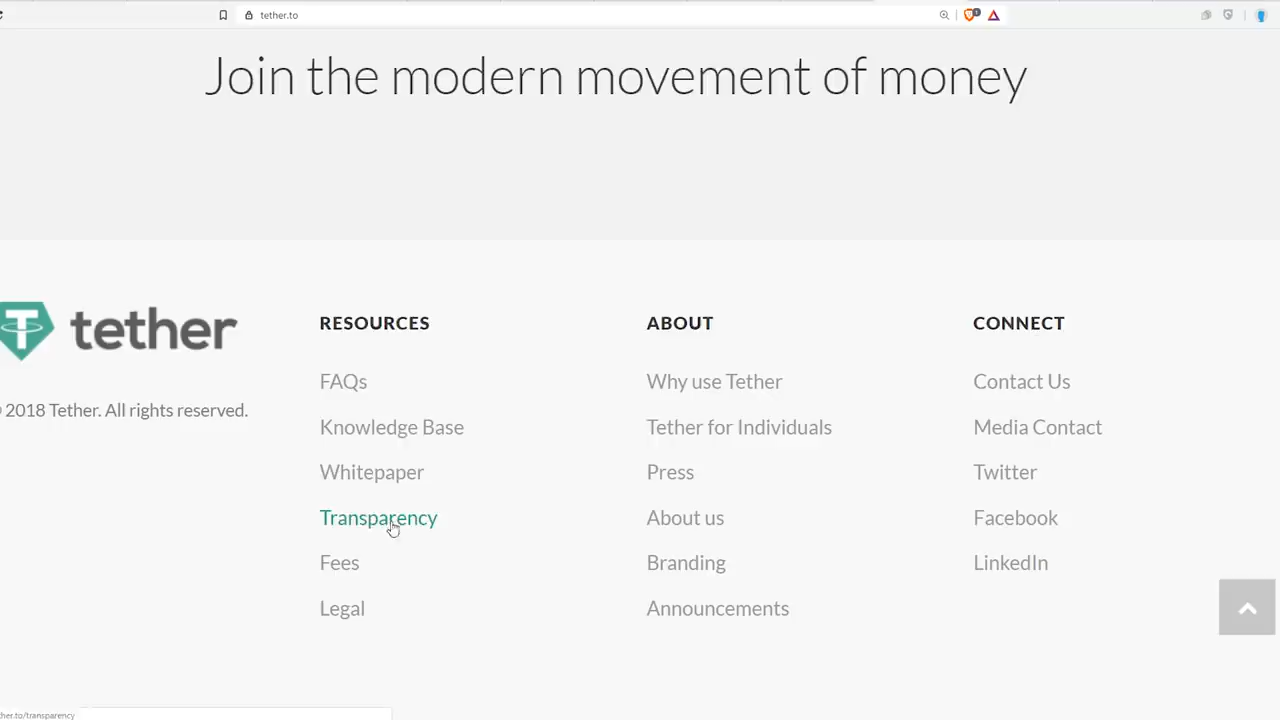 tether.to
Join the modern movement of money
tether
2018 Tether. All rights reserved.
RESOURCES
FAQs
Knowledge Base
Whitepaper
Transparency
Fees
Legal
ABOUT
Why use Tether
Tether for Individuals
Press
About us
Branding
Announcements
CONNECT
Contact Us
Media Contact
Twitter
Facebook
LinkedIn
ther.to/transparency